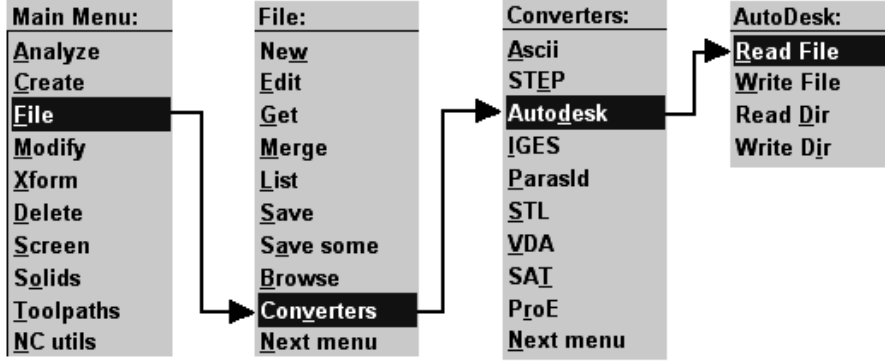 Main Menu:
Analyze
Create
File
Modify
Xform
Delete
Screen
Solids
Toolpaths
NC utils
File:
New
Edit
Get
Merge
List
Save
Save some
Browse
Converters
Next menu
Converters:
Ascii
STEP
Autodesk
IGES
Parasld
STL
VDA
SAT
ProE
Next menu
AutoDesk:
Read File
Write File
Read Dir
Write Dir